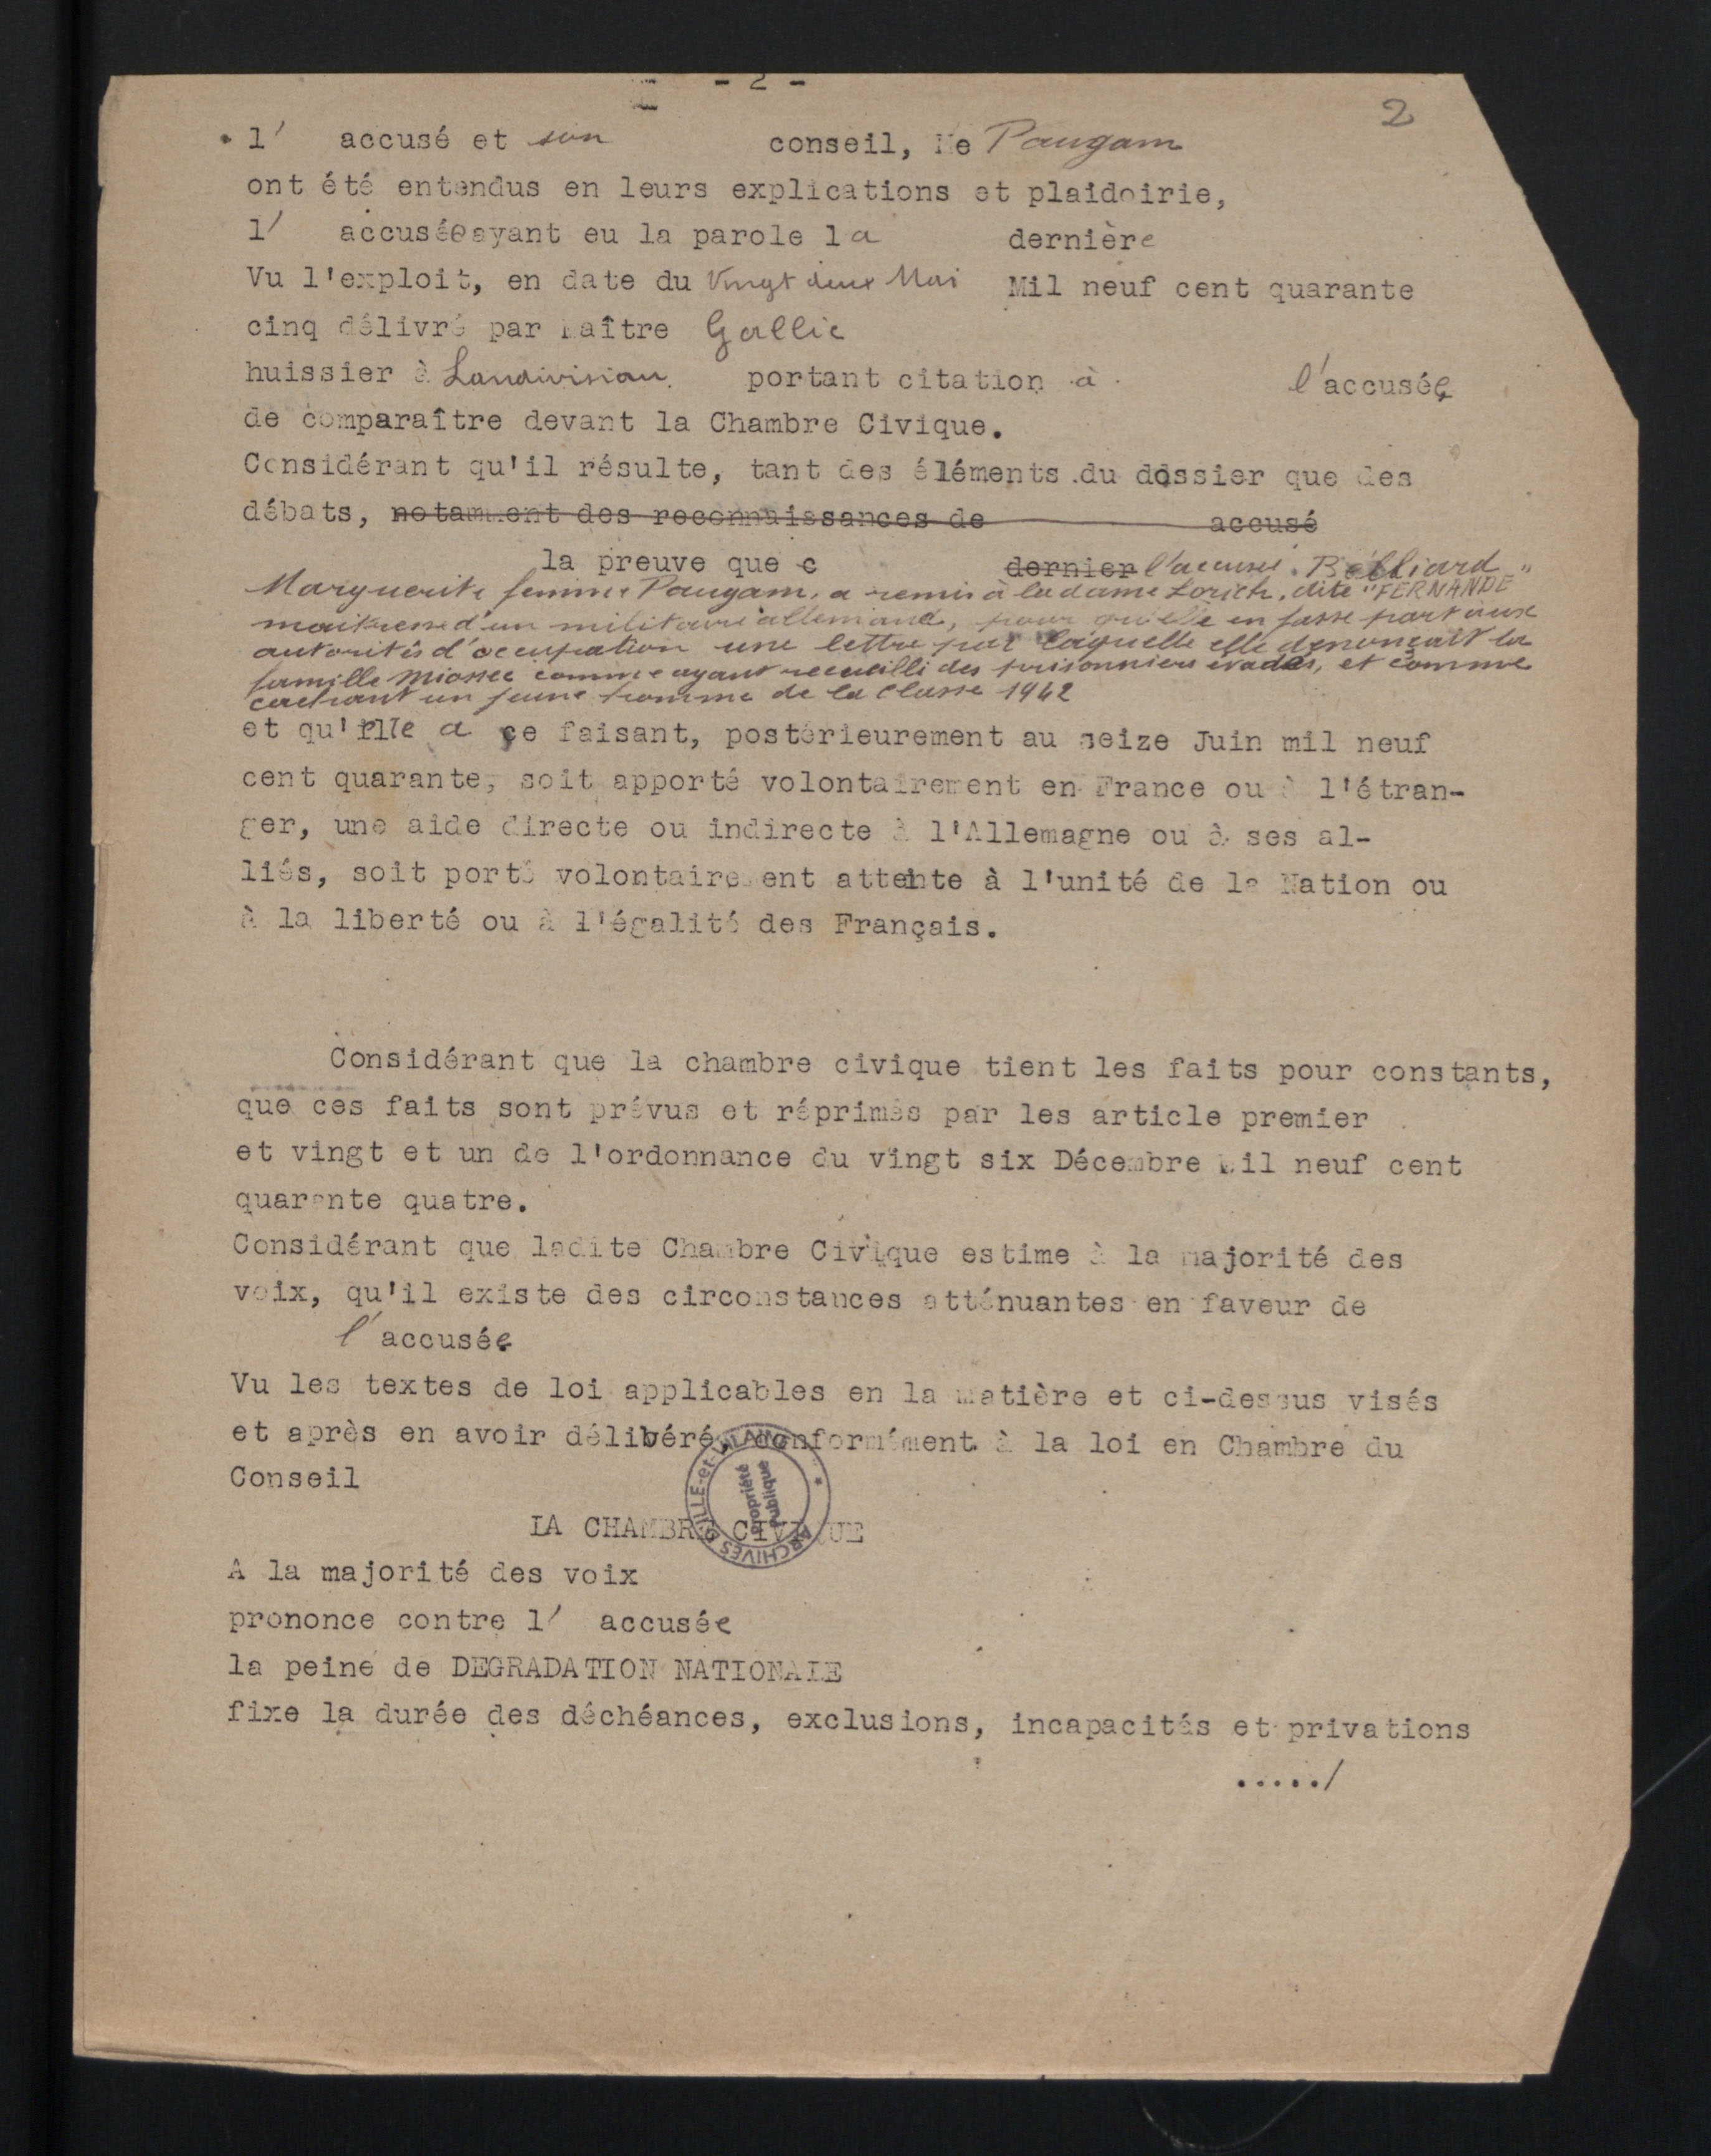 - 2 -
2
l' accusé et son conseil, Me Paugam
ont été entendus en leurs explications et plaidoirie,
l' accusée ayant eu la parole la dernière
Vu l'exploit, en date du Vingt deux Mai Mil neuf cent quarante
cinq délivré par Maître Gallic
huissier à Landivisiau portant citation à l'accusée
de comparaître devant la Chambre Civique.
Considérant qu'il résulte, tant des éléments du dossier que des
débats, notamment des reconnaissances de accusé
la preuve que c dernier l'accusée Belliard
Marguerite femme Paugam, a remis à la dame Lorich, dite "FERNANDE"
maitresse d'un militaire allemand, pour qu'elle en fasse part aux
autorités d'occupation une lettre par laquelle elle dénonçait la
famille Miossec comme ayant recueilli des prisonniers évadés, et comme
cachant un jeune homme de la classe 1942
et qu'elle a ce faisant, postérieurement au seize Juin mil neuf
cent quarante, soit apporté volontairement en France ou à l'étran-
ger, une aide directe ou indirecte à l'Allemagne ou à ses al-
liés, soit porté volontairement atteinte à l'unité de la Nation ou
à la liberté ou à l'égalité des Français.
Considérant que la chambre civique tient les faits pour constants,
que ces faits sont prévus et réprimés par les article premier
et vingt et un de l'ordonnance du vingt six Décembre Mil neuf cent
quarante quatre.
Considérant que ladite Chambre Civique estime à la majorité des
voix, qu'il existe des circonstances atténuantes en faveur de
l'accusée
Vu les textes de loi applicables en la matière et ci-dessus visés
et après en avoir délibéré, conformément à la loi en Chambre du
Conseil
LA CHAMBRE CIVIQUE
ARCHIVES ILLE-et-VILAINE
propriété
publique
A la majorité des voix
prononce contre l' accusée
la peine de DEGRADATION NATIONALE
fixe la durée des déchéances, exclusions, incapacités et privations
...../